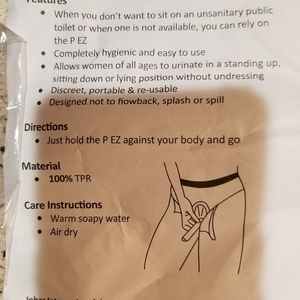 Features
• When you don't want to sit on an unsanitary public
toilet or when one is not available, you can rely on
the P EZ
• Completely hygienic and easy to use
• Allows women of all ages to urinate in a standing up,
sitting down or lying position without undressing
• Discreet, portable & re-usable
• Designed not to flowback, splash or spill
Directions
• Just hold the P EZ against your body and go
Material
• 100% TPR
Care Instructions
• Warm soapy water
• Air dry